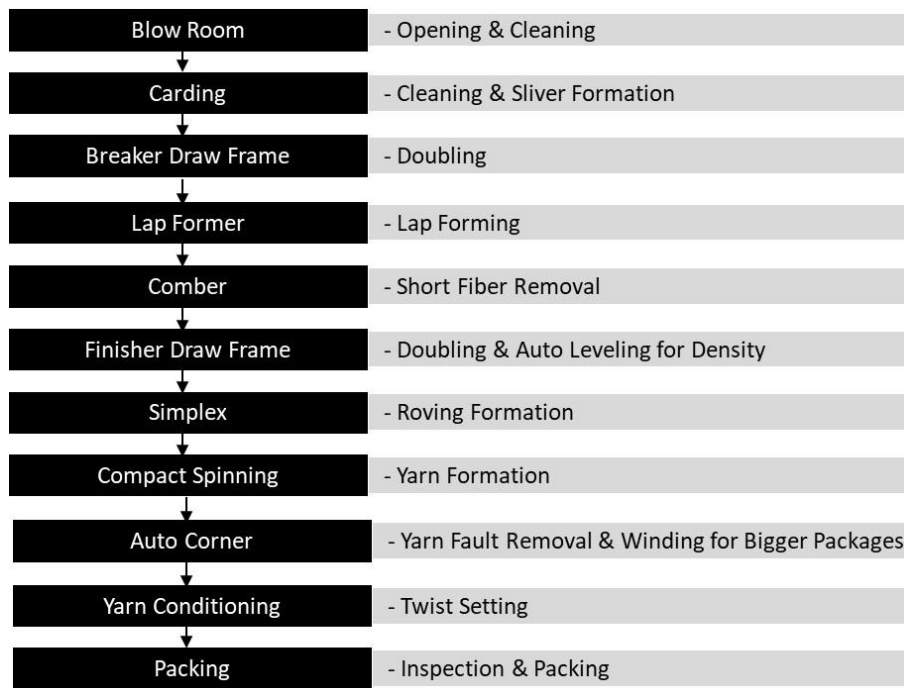 Blow Room - Opening & Cleaning
Carding - Cleaning & Sliver Formation
Breaker Draw Frame - Doubling
Lap Former - Lap Forming
Comber - Short Fiber Removal
Finisher Draw Frame - Doubling & Auto Leveling for Density
Simplex - Roving Formation
Compact Spinning - Yarn Formation
Auto Corner - Yarn Fault Removal & Winding for Bigger Packages
Yarn Conditioning - Twist Setting
Packing - Inspection & Packing